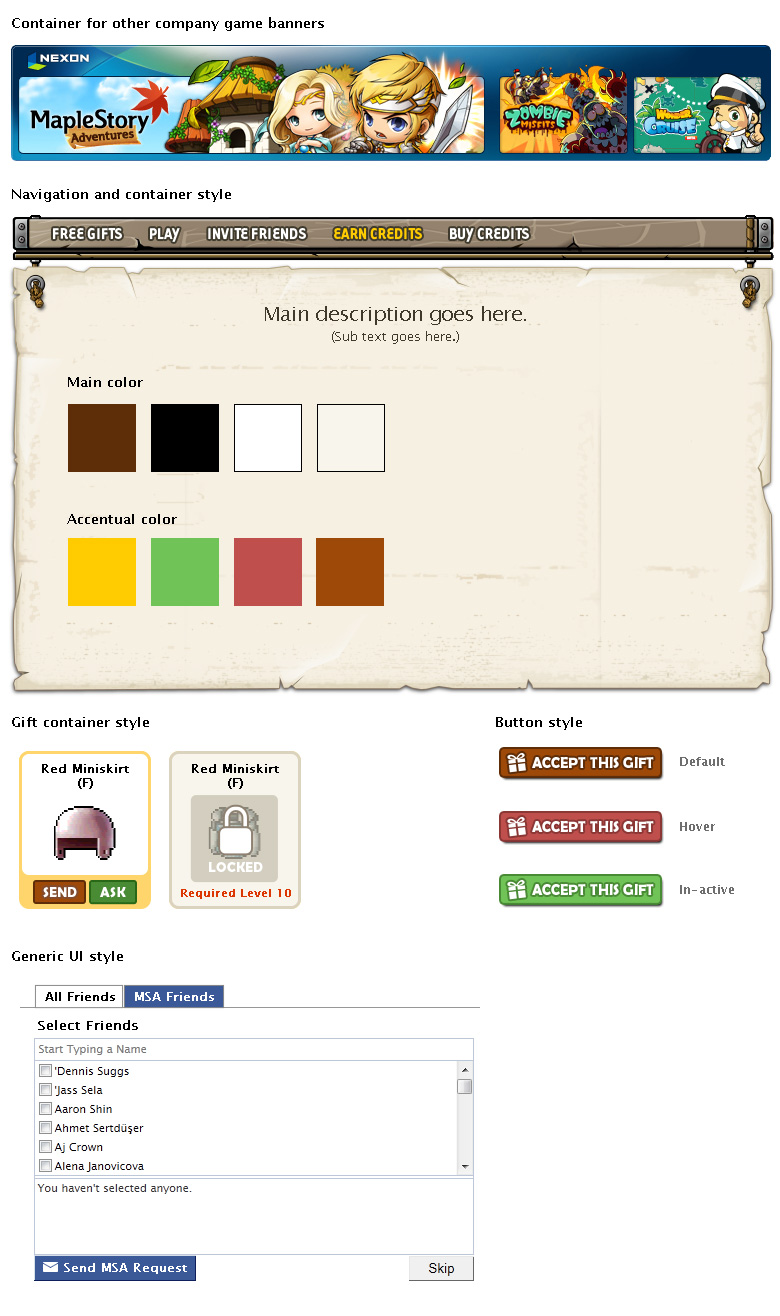 Container for other company game banners
NEXON
MapleStory
Adventures
ZOMBIE
MISFITS
WONDER
CRUISE
Navigation and container style
FREE GIFTS PLAY INVITE FRIENDS EARN CREDITS BUY CREDITS
Main description goes here.
(Sub text goes here.)
Main color
Accentual color
Gift container style
Button style
Red Miniskirt
(F)
SEND ASK
Red Miniskirt
(F)
LOCKED
Required Level 10
ACCEPT THIS GIFT Default
ACCEPT THIS GIFT Hover
ACCEPT THIS GIFT In-active
Generic UI style
All Friends MSA Friends
Select Friends
Start Typing a Name
'Dennis Suggs
'Jass Sela
Aaron Shin
Ahmet Sertdüşer
Aj Crown
Alena Janovicova
You haven't selected anyone.
Send MSA Request Skip